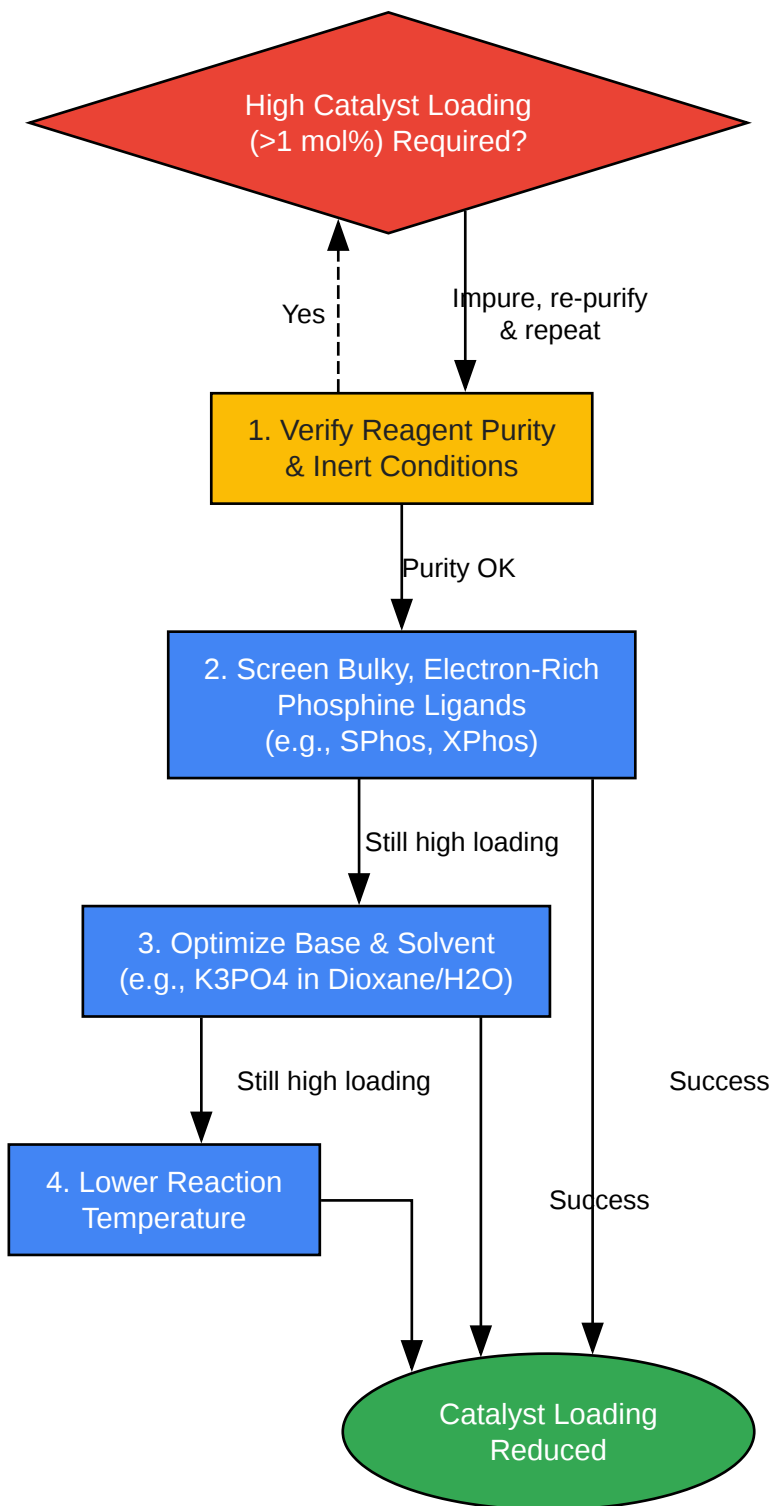 High Catalyst Loading
(>1 mol%) Required?
Yes
Impure, re-purify
& repeat
1. Verify Reagent Purity
& Inert Conditions
Purity OK
2. Screen Bulky, Electron-Rich
Phosphine Ligands
(e.g., SPhos, XPhos)
Still high loading
3. Optimize Base & Solvent
(e.g., K3PO4 in Dioxane/H2O)
Still high loading
Success
4. Lower Reaction
Temperature
Success
Catalyst Loading
Reduced